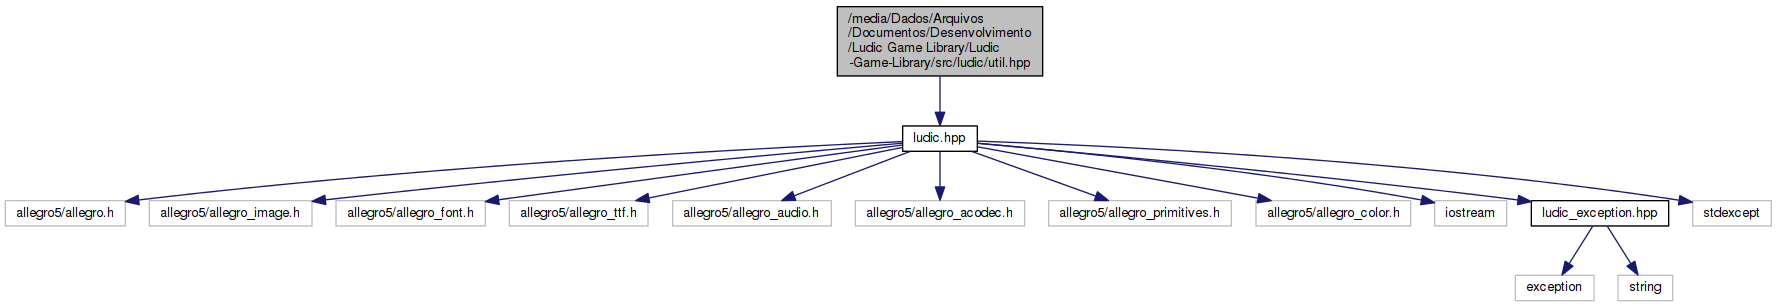 /media/Dados/Arquivos
/Documentos/Desenvolvimento
/Ludic Game Library/Ludic
-Game-Library/src/ludic/util.hpp
ludic.hpp
allegro5/allegro.h
allegro5/allegro_image.h
allegro5/allegro_font.h
allegro5/allegro_ttf.h
allegro5/allegro_audio.h
allegro5/allegro_acodec.h
allegro5/allegro_primitives.h
allegro5/allegro_color.h
iostream
ludic_exception.hpp
stdexcept
exception
string